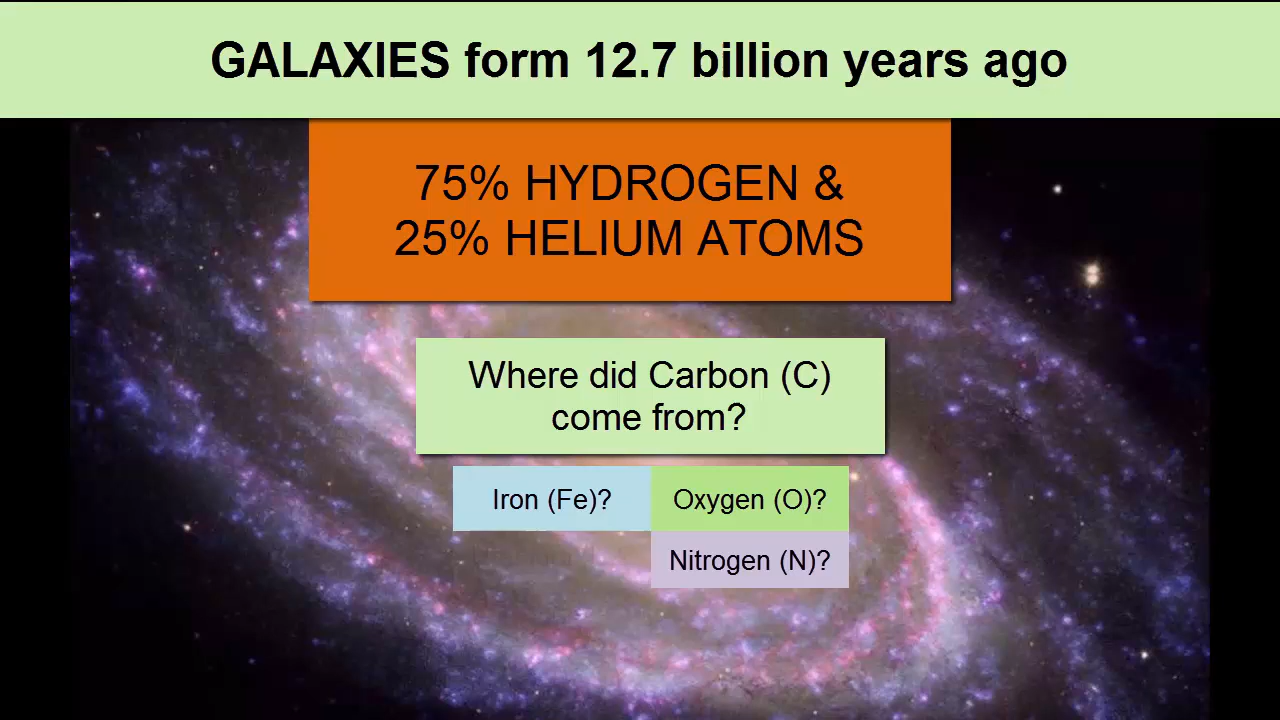 GALAXIES form 12.7 billion years ago
75% HYDROGEN &
25% HELIUM ATOMS
Where did Carbon (C)
come from?
Iron (Fe)?
Oxygen (O)?
Nitrogen (N)?